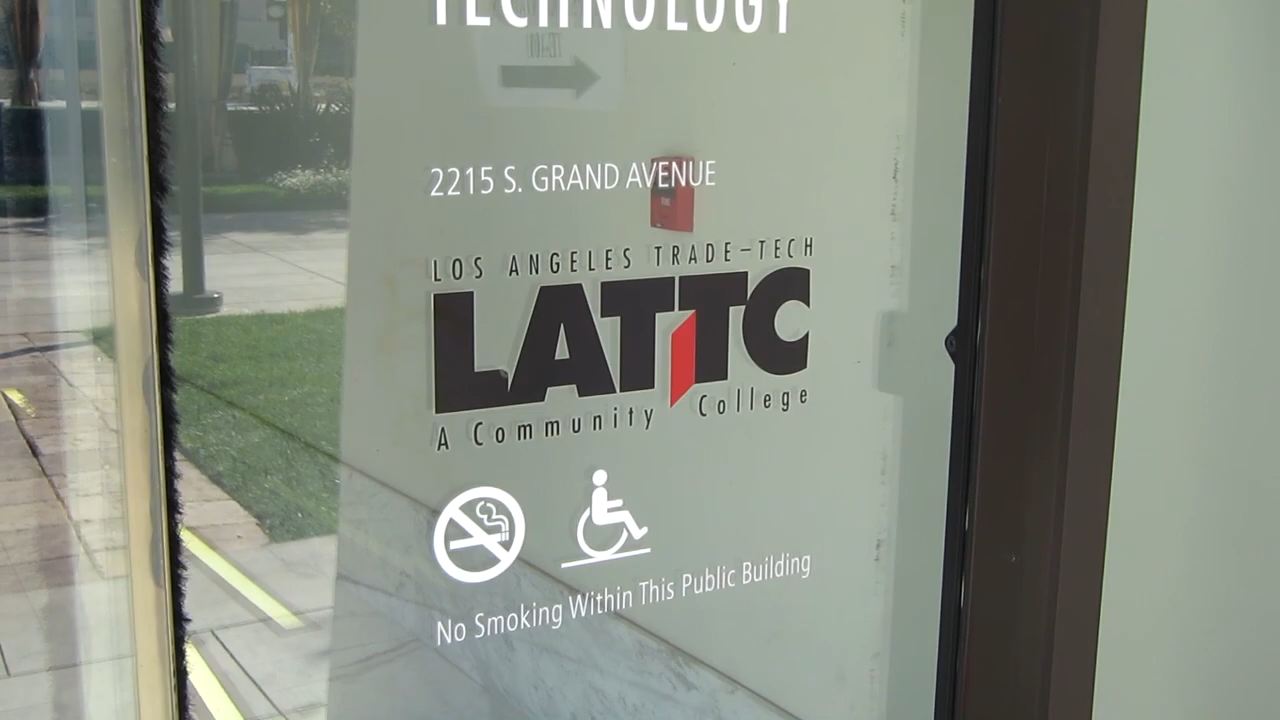 TECHNOLOGY
2215 S. GRAND AVENUE
LOS ANGELES TRADE-TECH
LATTC
A Community College
No Smoking Within This Public Building